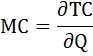 MC = ∂TC/∂Q